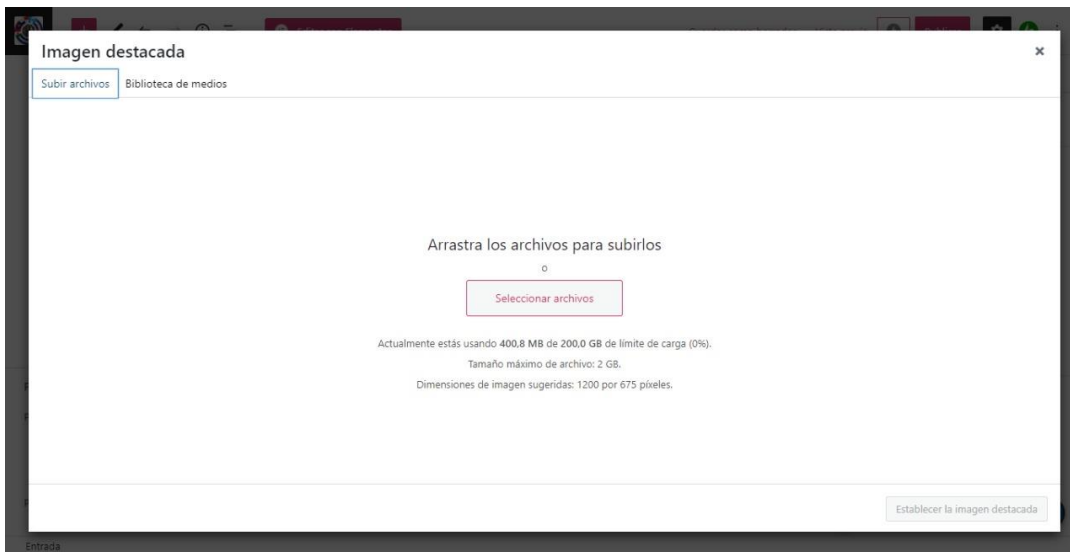 Imagen destacada
Subir archivos Biblioteca de medios
Arrastra los archivos para subirlos
o
Seleccionar archivos
Actualmente estás usando 400,8 MB de 200,0 GB de límite de carga (0%).
Tamaño máximo de archivo: 2 GB.
Dimensiones de imagen sugeridas: 1200 por 675 píxeles.
Establecer la imagen destacada
Entrada